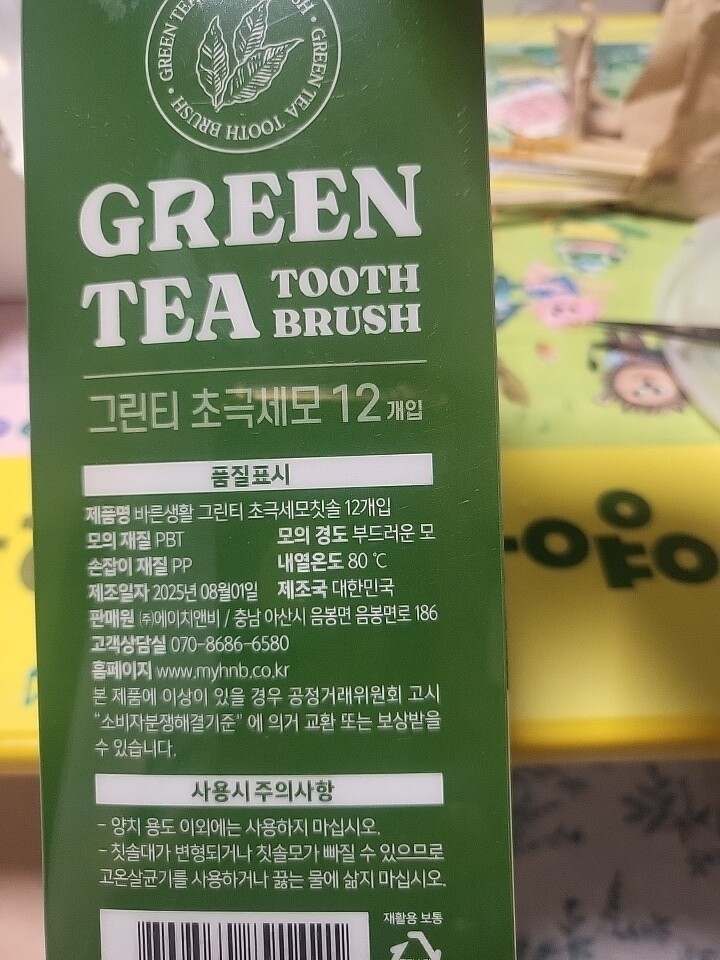 GREEN TEA TOOTH BRUSH • GREEN TEA TOOTH BRUSH •
GREEN
TEA TOOTH
BRUSH
그린티 초극세모 12개입
품질표시
제품명 바른생활 그린티 초극세모칫솔 12개입
모의 재질 PBT 모의 경도 부드러운 모
손잡이 재질 PP 내열온도 80 ℃
제조일자 2025년 08월01일 제조국 대한민국
판매원 ㈜에이치앤비 / 충남 아산시 음봉면 음봉면로 186
고객상담실 070-8686-6580
홈페이지 www.myhnb.co.kr
본 제품에 이상이 있을 경우 공정거래위원회 고시
“소비자분쟁해결기준” 에 의거 교환 또는 보상받을
수 있습니다.
사용시 주의사항
- 양치 용도 이외에는 사용하지 마십시오.
- 칫솔대가 변형되거나 칫솔모가 빠질 수 있으므로
고온살균기를 사용하거나 끓는 물에 삶지 마십시오.
재활용 보통